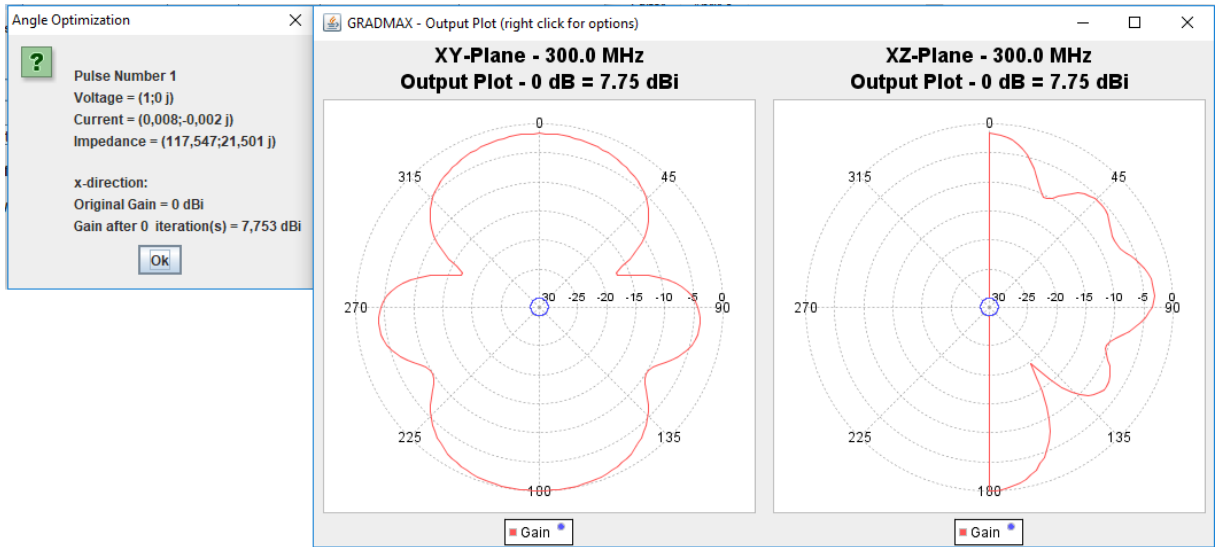 Angle Optimization
?
Pulse Number 1
Voltage = (1;0 j)
Current = (0,008;-0,002 j)
Impedance = (117,547;21,501 j)
x-direction:
Original Gain = 0 dBi
Gain after 0 iteration(s) = 7,753 dBi
Ok
GRADMAX - Output Plot (right click for options)
XY-Plane - 300.0 MHz
Output Plot - 0 dB = 7.75 dBi
0
315
45
270
30 -25 -20 -15 -10 -5 0
90
225
135
180
Gain
XZ-Plane - 300.0 MHz
Output Plot - 0 dB = 7.75 dBi
0
315
45
270
30 -25 -20 -15 -10 -5 0
90
225
135
180
Gain